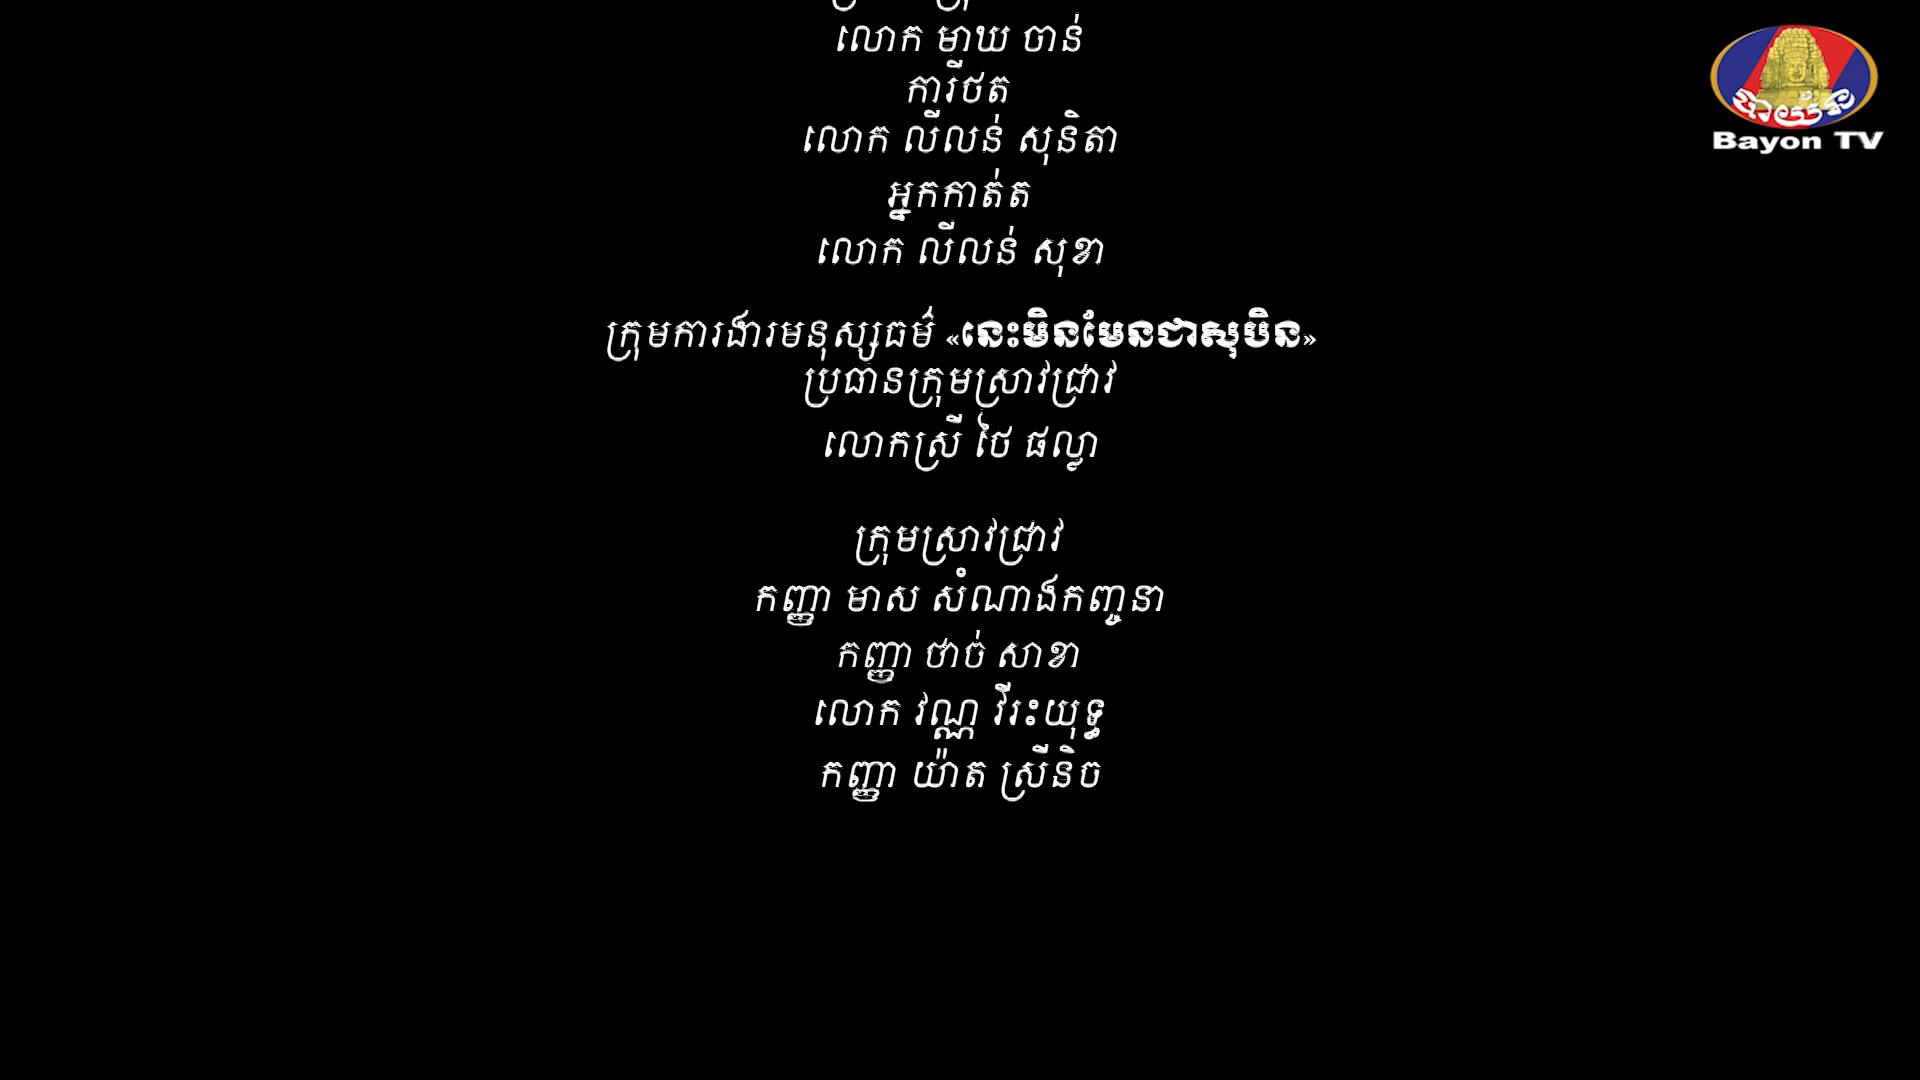 លោក មាឃ ចាន់
ការីថត
លោក លីលន់ សុនិតា
អ្នកកាត់ត
លោក លីលន់ សុខា
ក្រុមការងារមនុស្សធម៌ «នេះមិនមែនជាសុបិន»
ប្រធានក្រុមស្រាវជ្រាវ
លោកស្រី ថៃ ផល្លា
ក្រុមស្រាវជ្រាវ
កញ្ញា មាស សំណាងកញ្ចនា
កញ្ញា ថាច់ សាខា
លោក វណ្ណ វីរះយុទ្ធ
កញ្ញា យ៉ាត ស្រីនិច
បាយ័ន
Bayon TV